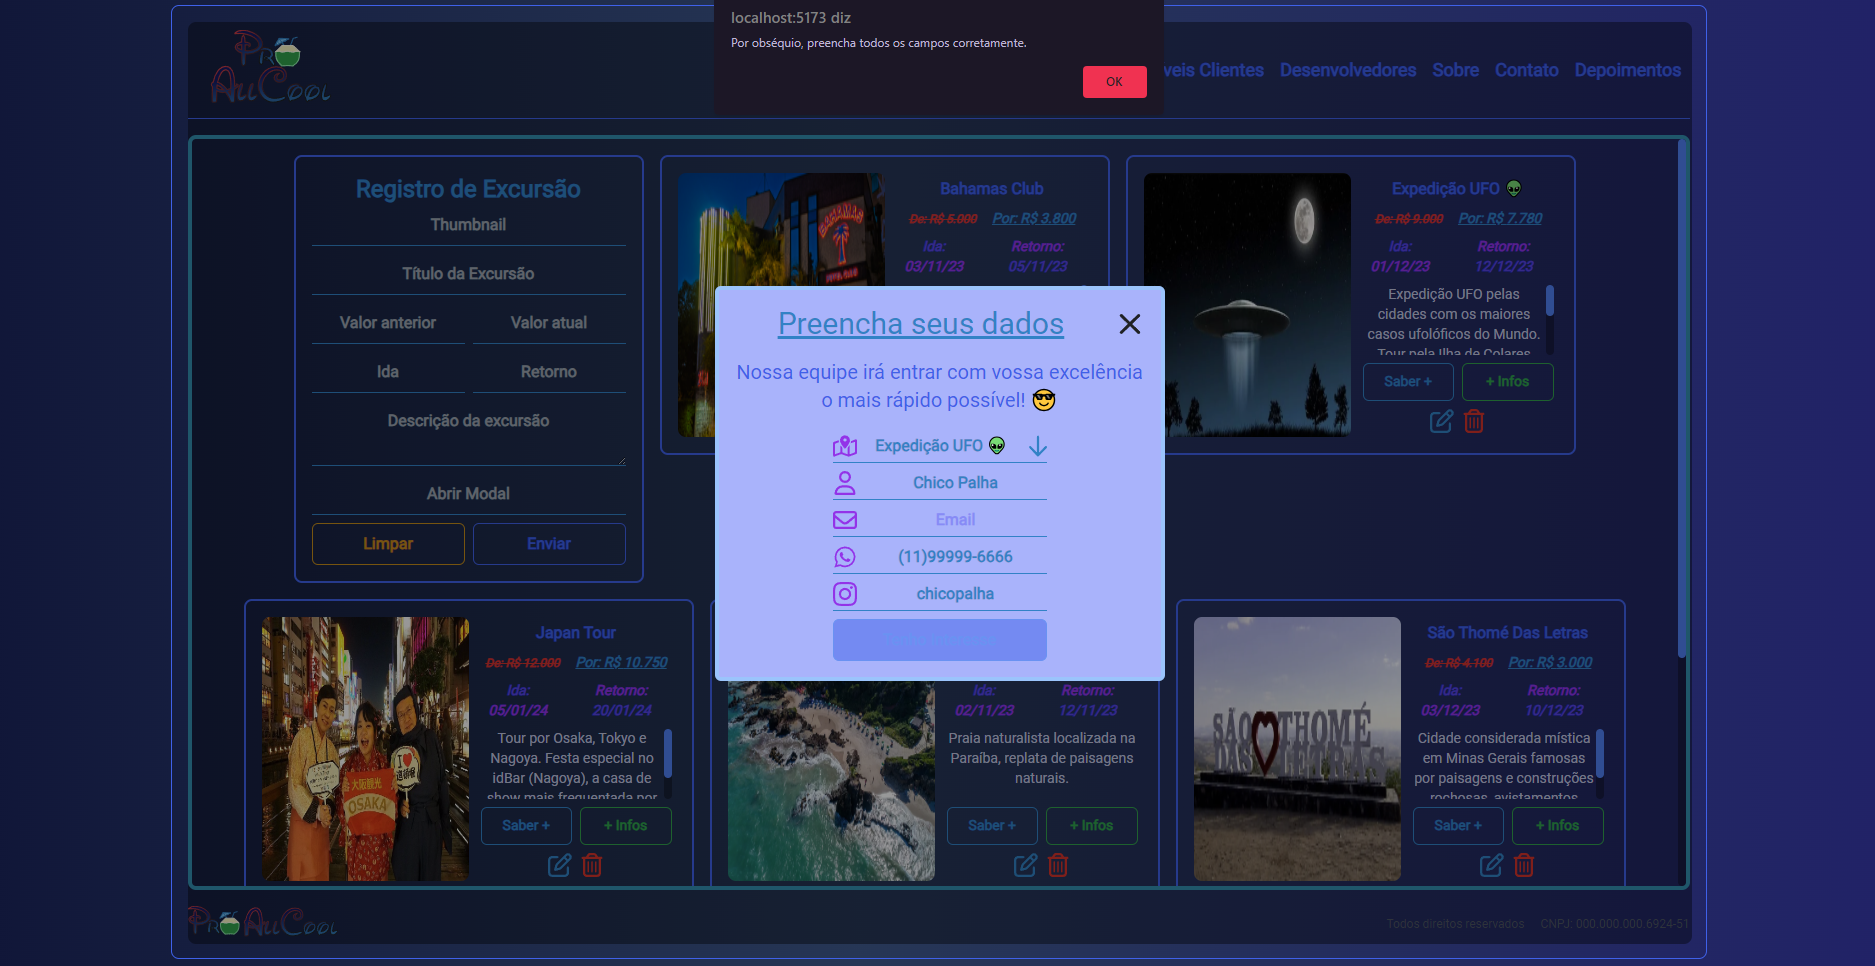 localhost:5173 diz
Por obséquio, preencha todos os campos corretamente.
OK
Pro
AllCool
veis Clientes
Desenvolvedores
Sobre
Contato
Depoimentos
Registro de Excursão
Thumbnail
Título da Excursão
Valor anterior
Valor atual
Ida
Retorno
Descrição da excursão
Abrir Modal
Limpar
Enviar
Bahamas Club
De: R$ 5.000 Por: R$ 3.800
Ida: Retorno:
03/11/23 05/11/23
BAHAMAS
Expedição UFO 👽
De: R$ 9.000 Por: R$ 7.780
Ida: Retorno:
01/12/23 12/12/23
Expedição UFO pelas
cidades com os maiores
casos ufolóficos do Mundo.
Tour pela Ilha de Colares
Saber +
+ Infos
Preencha seus dados
Nossa equipe irá entrar com vossa excelência
o mais rápido possível! 😎
Expedição UFO 👽
Chico Palha
Email
(11)99999-6666
chicopalha
Japan Tour
De: R$ 12.000 Por: R$ 10.750
Ida: Retorno:
05/01/24 20/01/24
Tour por Osaka, Tokyo e
Nagoya. Festa especial no
idBar (Nagoya), a casa de
show mais frequentada por
Saber +
+ Infos
大阪観光
OSAKA
Ida: Retorno:
02/11/23 12/11/23
Praia naturalista localizada na
Paraíba, replata de paisagens
naturais.
Saber +
+ Infos
São Thomé Das Letras
De: R$ 4.100 Por: R$ 3.000
Ida: Retorno:
03/12/23 10/12/23
Cidade considerada mística
em Minas Gerais famosas
por paisagens e construções
rochosas, avistamentos
Saber +
+ Infos
SÃO THOMÉ
DAS LETRAS
Pro AllCool
Todos direitos reservados
CNPJ: 000.000.000.6924-51